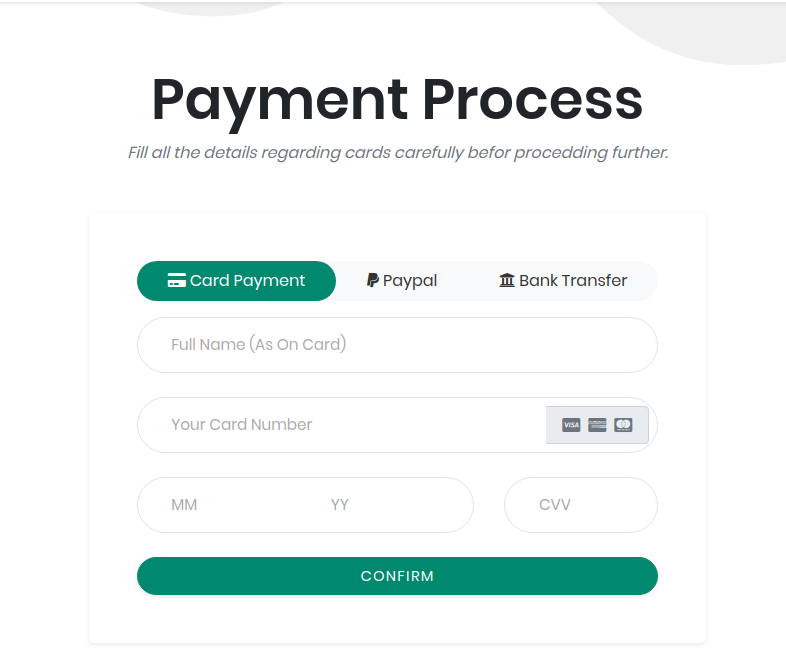 Payment Process
Fill all the details regarding cards carefully befor procedding further.
Card Payment Paypal Bank Transfer
Full Name (As On Card)
Your Card Number VISA
MM YY CVV
CONFIRM